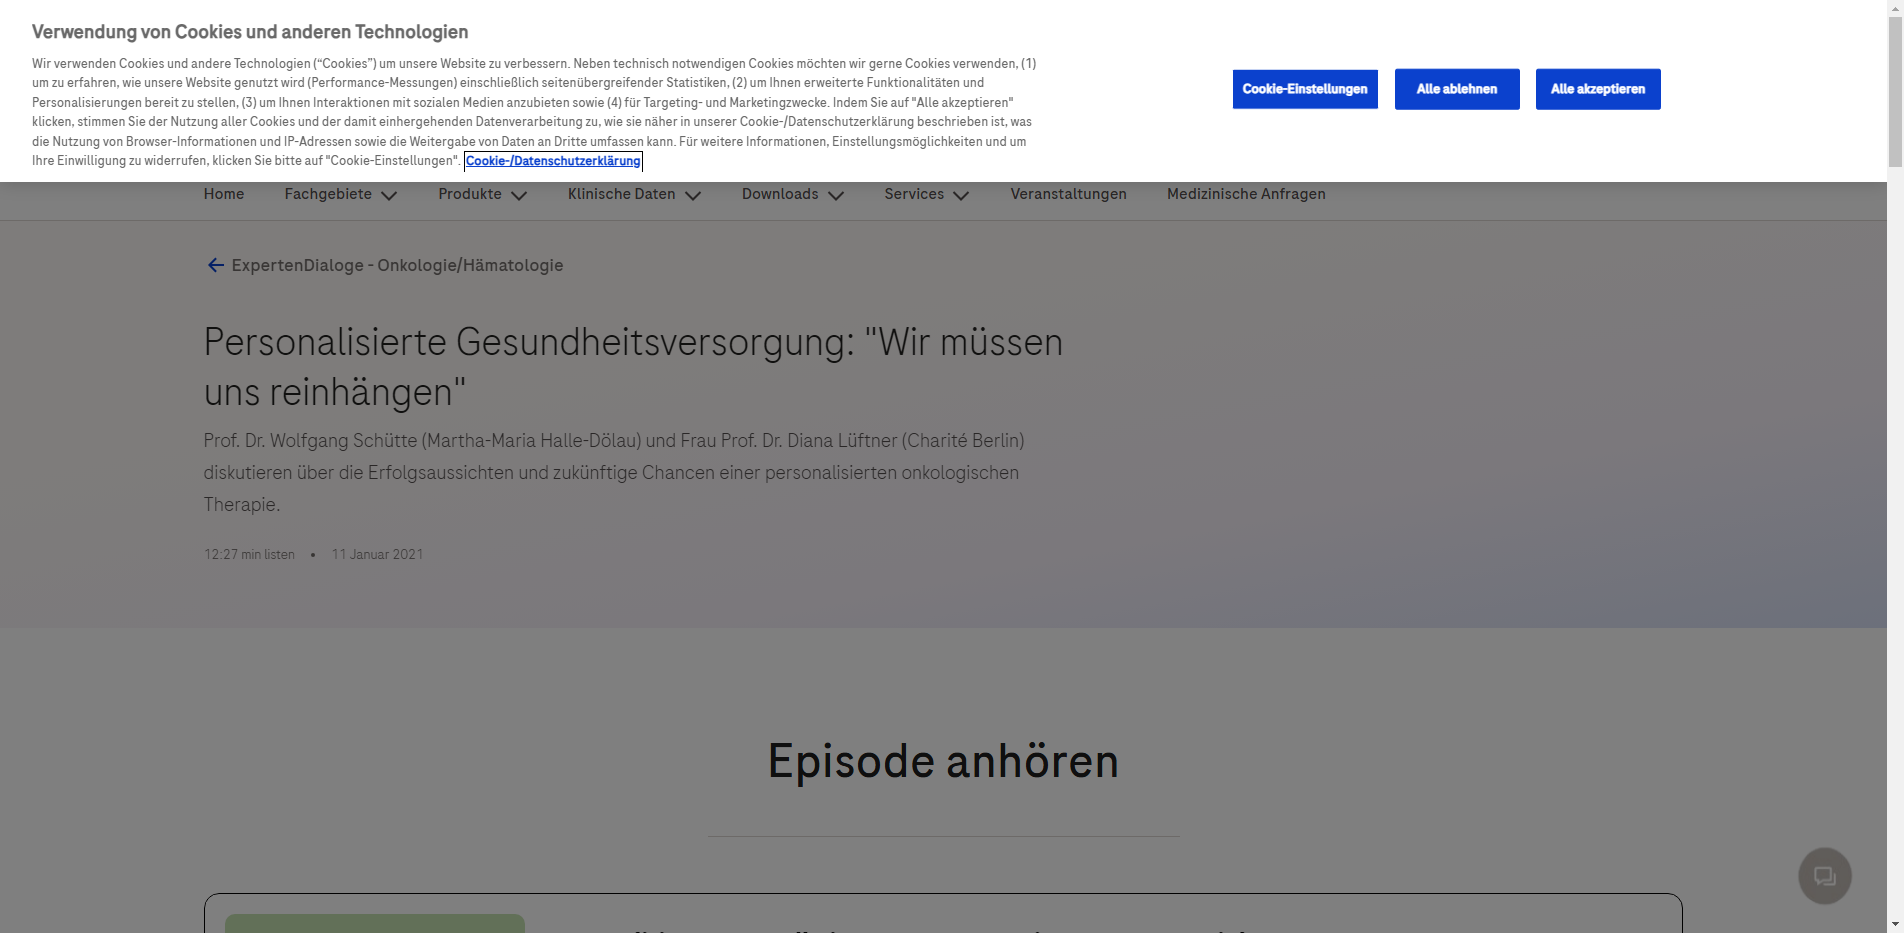 Verwendung von Cookies und anderen Technologien
Wir verwenden Cookies und andere Technologien (“Cookies”) um unsere Website zu verbessern. Neben technisch notwendigen Cookies möchten wir gerne Cookies verwenden, (1)
um zu erfahren, wie unsere Website genutzt wird (Performance-Messungen) einschließlich seitenübergreifender Statistiken, (2) um Ihnen erweiterte Funktionalitäten und
Personalisierungen bereit zu stellen, (3) um Ihnen Interaktionen mit sozialen Medien anzubieten sowie (4) für Targeting- und Marketingzwecke. Indem Sie auf "Alle akzeptieren"
klicken, stimmen Sie der Nutzung aller Cookies und der damit einhergehenden Datenverarbeitung zu, wie sie näher in unserer Cookie-/Datenschutzerklärung beschrieben ist, was
die Nutzung von Browser-Informationen und IP-Adressen sowie die Weitergabe von Daten an Dritte umfassen kann. Für weitere Informationen, Einstellungsmöglichkeiten und um
Ihre Einwilligung zu widerrufen, klicken Sie bitte auf "Cookie-Einstellungen". Cookie-/Datenschutzerklärung
Cookie-Einstellungen Alle ablehnen Alle akzeptieren
Home Fachgebiete Produkte Klinische Daten Downloads Services Veranstaltungen Medizinische Anfragen
ExpertenDialoge - Onkologie/Hämatologie
Personalisierte Gesundheitsversorgung: "Wir müssen
uns reinhängen"
Prof. Dr. Wolfgang Schütte (Martha-Maria Halle-Dölau) und Frau Prof. Dr. Diana Lüftner (Charité Berlin)
diskutieren über die Erfolgsaussichten und zukünftige Chancen einer personalisierten onkologischen
Therapie.
12:27 min listen • 11 Januar 2021
Episode anhören